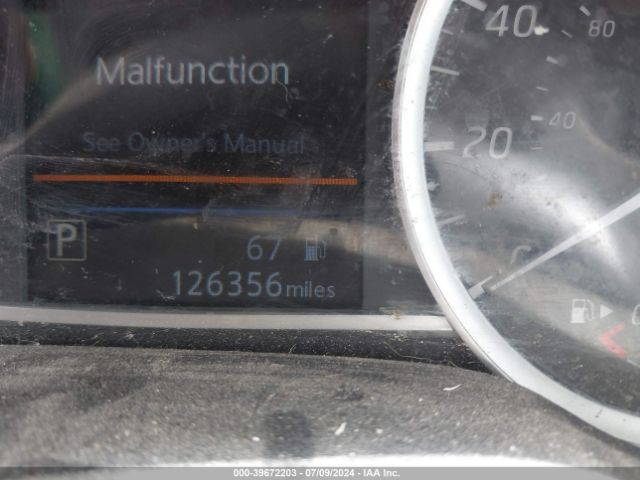 Malfunction
See Owner's Manual
P
67
126356 miles
40
80
20
40
000-39672203 - 07/09/2024 - IAA Inc.